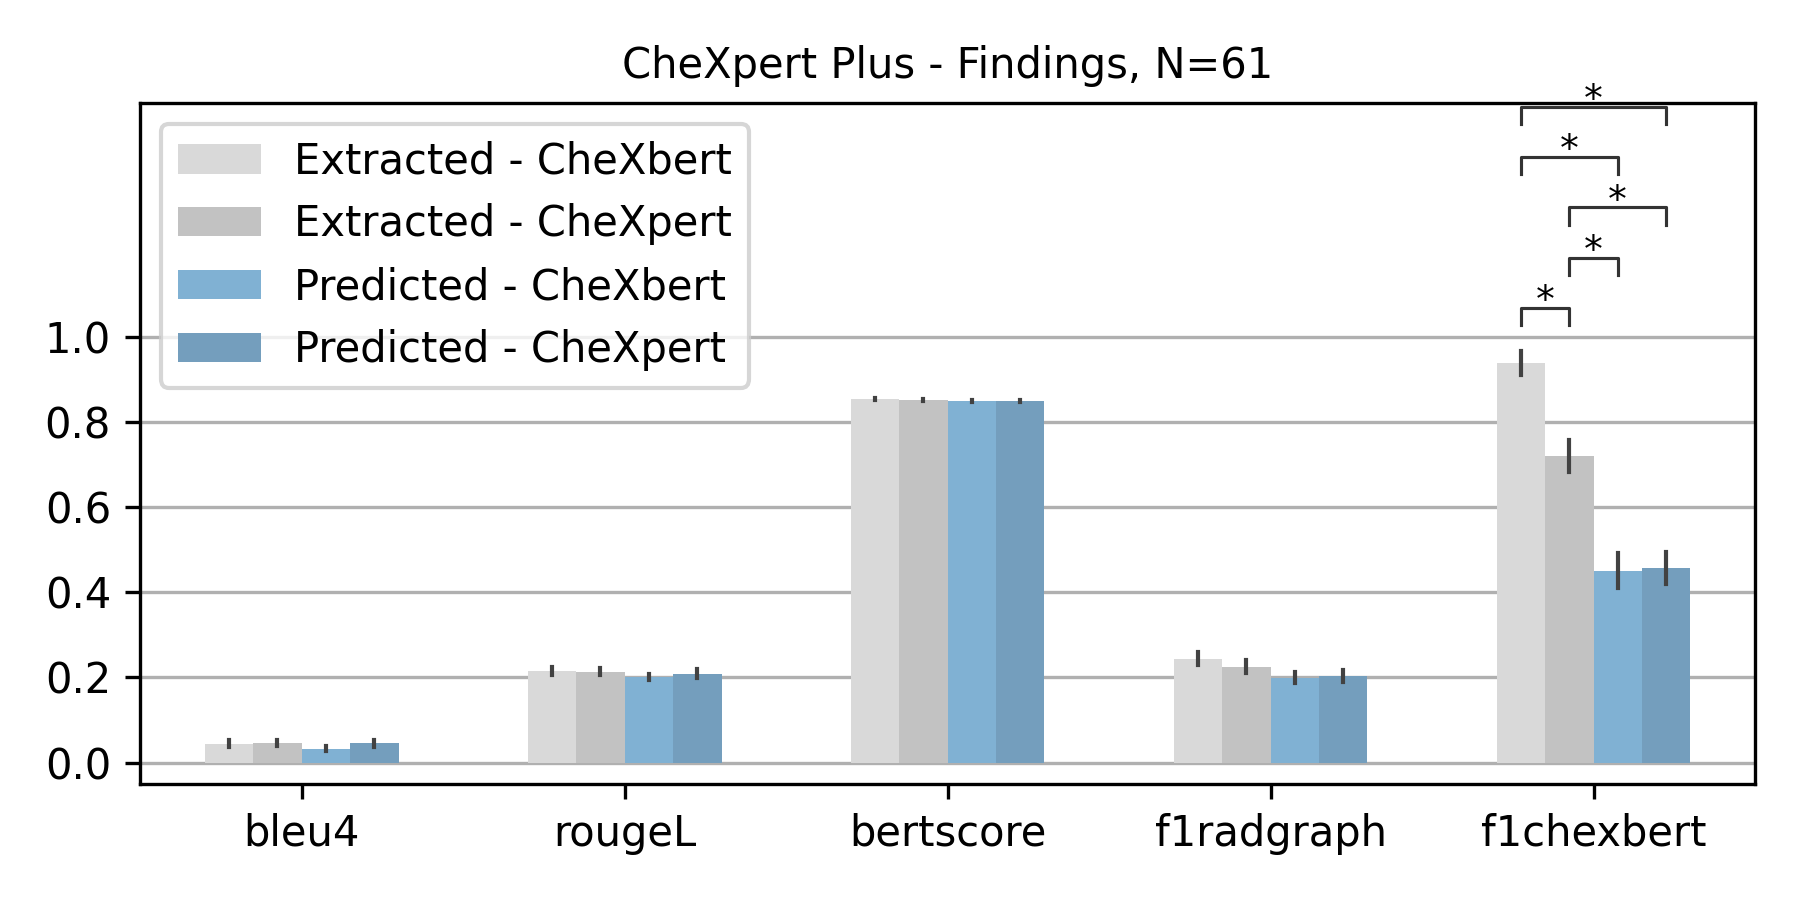 CheXpert Plus - Findings, N=61
*
*
*
*
*
Extracted - CheXbert
Extracted - CheXpert
Predicted - CheXbert
Predicted - CheXpert
1.0
0.8
0.6
0.4
0.2
0.0
bleu4 rougeL bertscore f1radgraph f1chexbert